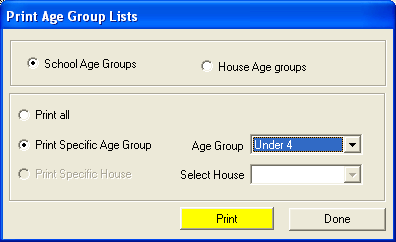 Print Age Group Lists
School Age Groups House Age groups
Print all
Print Specific Age Group Age Group Under 4
Print Specific House Select House
Print Done